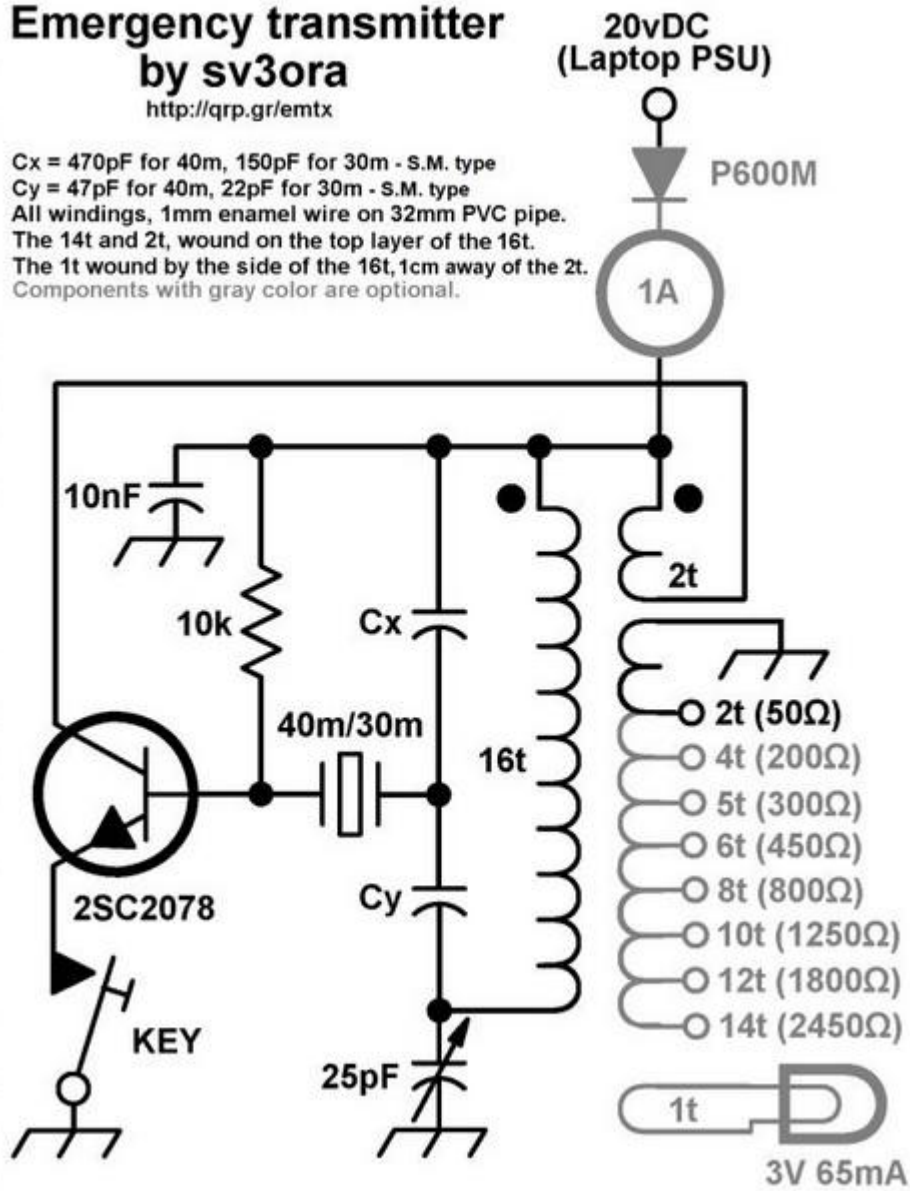 Emergency transmitter
by sv3ora
http://qrp.gr/emtx
20vDC
(Laptop PSU)
Cx = 470pF for 40m, 150pF for 30m - S.M. type
Cy = 47pF for 40m, 22pF for 30m - S.M. type
All windings, 1mm enamel wire on 32mm PVC pipe.
The 14t and 2t, wound on the top layer of the 16t.
The 1t wound by the side of the 16t, 1cm away of the 2t.
Components with gray color are optional.
P600M
1A
10nF
10k
Cx
2t
40m/30m
16t
2t (50Ω)
4t (200Ω)
5t (300Ω)
6t (450Ω)
8t (800Ω)
10t (1250Ω)
12t (1800Ω)
14t (2450Ω)
2SC2078
Cy
KEY
25pF
1t
3V 65mA